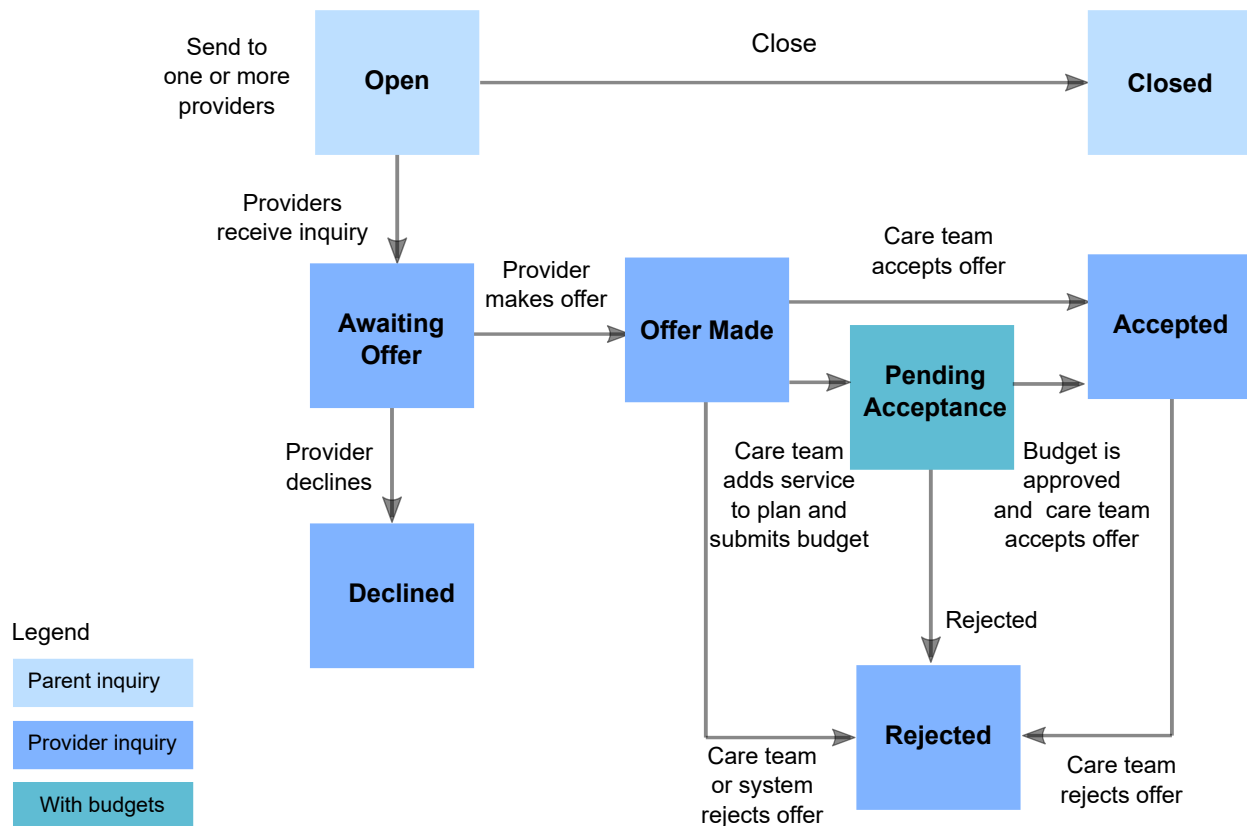 Send to
one or more
providers
Open
Close
Closed
Providers
receive inquiry
Awaiting
Offer
Provider
makes offer
Offer Made
Care team
accepts offer
Accepted
Pending
Acceptance
Provider
declines
Care team
adds service
to plan and
submits budget
Budget is
approved
and care team
accepts offer
Declined
Rejected
Rejected
Care team
or system
rejects offer
Care team
rejects offer
Legend
Parent inquiry
Provider inquiry
With budgets